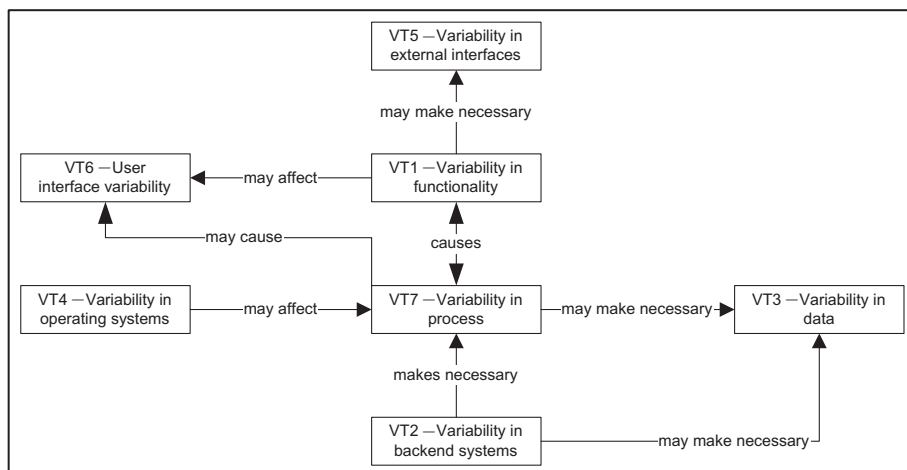 VT5 —Variability in
external interfaces
may make necessary
VT6 —User
interface variability
may affect
VT1 —Variability in
functionality
may cause
causes
VT4 —Variability in
operating systems
may affect
VT7 —Variability in
process
may make necessary
VT3 —Variability in
data
makes necessary
VT2 —Variability in
backend systems
may make necessary